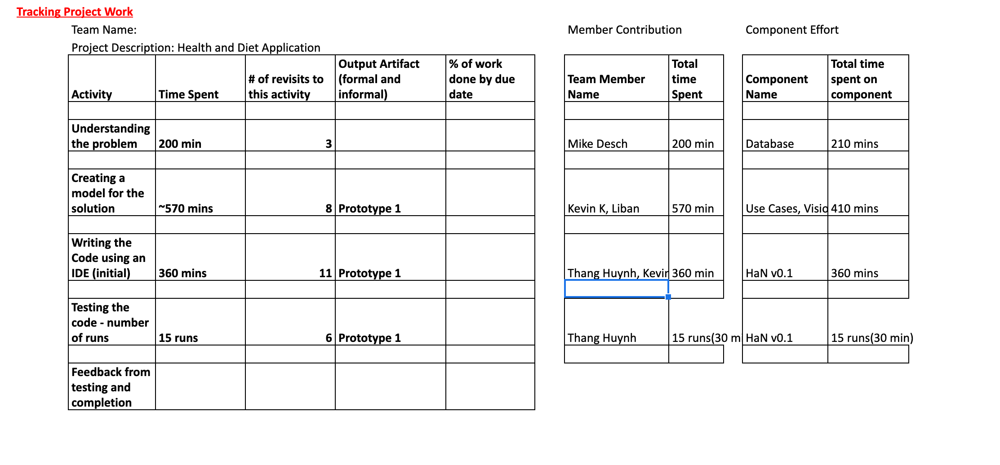 Tracking Project Work
Team Name:
Member Contribution
Component Effort
Project Description: Health and Diet Application
Activity
Time Spent
# of revisits to
this activity
Output Artifact
(formal and
informal)
% of work
done by due
date
Team Member
Name
Total
time
Spent
Component
Name
Total time
spent on
component
Understanding
the problem
200 min
3
Mike Desch
200 min
Database
210 mins
Creating a
model for the
solution
~570 mins
8
Prototype 1
Kevin K, Liban
570 min
Use Cases, Visio
410 mins
Writing the
Code using an
IDE (initial)
360 mins
11
Prototype 1
Thang Huynh, Kevin
360 min
HaN v0.1
360 mins
Testing the
code - number
of runs
15 runs
6
Prototype 1
Thang Huynh
15 runs(30 m
HaN v0.1
15 runs(30 min)
Feedback from
testing and
completion